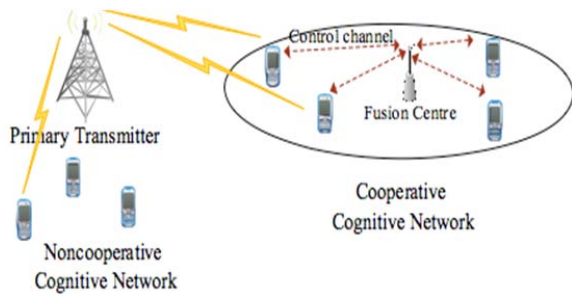 Control channel
Fusion Centre
Primary Transmitter
Cooperative
Cognitive Network
Noncooperative
Cognitive Network